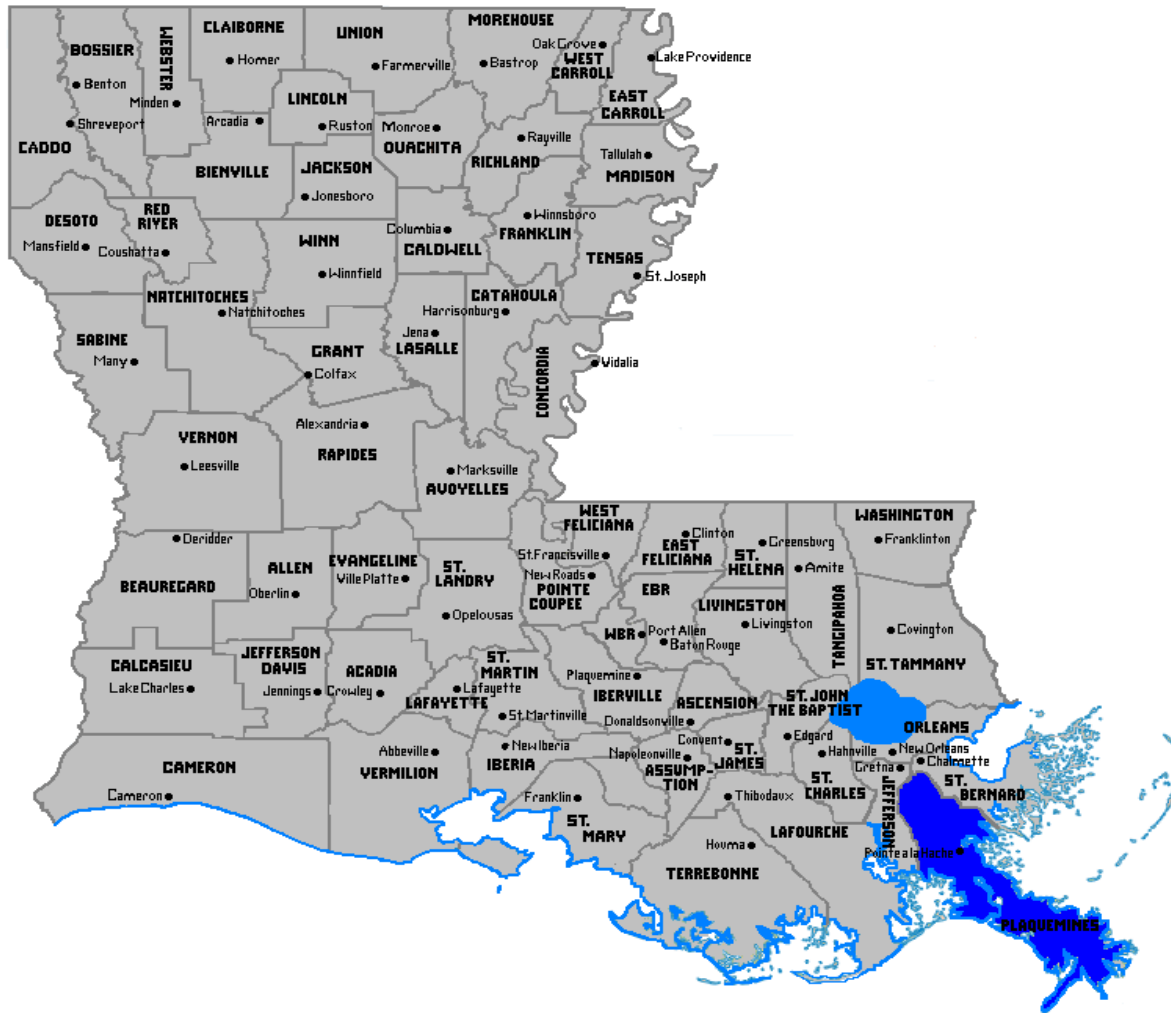 CLAIBORNE
UNION
MOREHOUSE
BOSSIER
WEBSTER
Homer
Farmerville
Bastrop
Oak Grove
WEST
CARROLL
Lake Providence
Benton
Minden
LINCOLN
EAST
CARROLL
Shreveport
Arcadia
Ruston
Monroe
OUACHITA
Rayville
CADDO
BIENVILLE
JACKSON
RICHLAND
Tallulah
MADISON
Jonesboro
DESOTO
RED
RIVER
Mansfield
Coushatta
WINN
Columbia
CALDWELL
Winnsboro
FRANKLIN
TENSAS
Winnfield
St. Joseph
NATCHITOCHES
Natchitoches
CATAHOULA
Harrisonburg
SABINE
Many
GRANT
Colfax
Jena
LASALLE
CONCORDIA
Vidalia
VERNON
Leesville
Alexandria
RAPIDES
Marksville
AVOYELLES
WEST
FELICIANA
WASHINGTON
Deridder
Clinton
EAST
FELICIANA
Greensburg
ST.
HELENA
Franklinton
BEAUREGARD
ALLEN
Oberlin
EVANGELINE
Ville Platte
ST.
LANDRY
St. Francisville
New Roads
POINTE
COUPEE
EBR
Amite
TANGIPAHOA
Opelousas
LIVINGSTON
Livingston
WBR
Port Allen
Baton Rouge
Covington
ST. TAMMANY
CALCASIEU
Lake Charles
JEFFERSON
DAVIS
Jennings
ACADIA
Crowley
ST.
MARTIN
Lafayette
LAFAYETTE
St. Martinville
Plaquemine
IBERVILLE
Donaldsonville
ASCENSION
ST. JOHN
THE BAPTIST
ORLEANS
CAMERON
Cameron
Abbeville
VERMILION
New Iberia
IBERIA
Napoleonville
ASSUMP-
TION
Convent
ST.
JAMES
Edgard
Hahnville
ST.
CHARLES
New Orleans
Gretna
Chalmette
ST.
BERNARD
JEFFERSON
Franklin
ST.
MARY
Thibodaux
LAFOURCHE
Houma
TERREBONNE
Pointe a la Hache
PLAQUEMINES